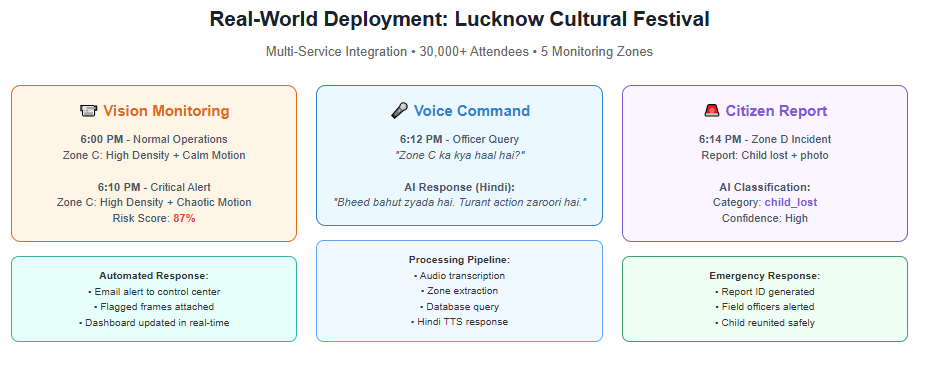 Real-World Deployment: Lucknow Cultural Festival
Multi-Service Integration • 30,000+ Attendees • 5 Monitoring Zones
Vision Monitoring
6:00 PM - Normal Operations
Zone C: High Density + Calm Motion
6:10 PM - Critical Alert
Zone C: High Density + Chaotic Motion
Risk Score: 87%
Automated Response:
• Email alert to control center
• Flagged frames attached
• Dashboard updated in real-time
Voice Command
6:12 PM - Officer Query
"Zone C ka kya haal hai?"
AI Response (Hindi):
"Bheed bahut zyada hai. Turant action zaroori hai."
Processing Pipeline:
• Audio transcription
• Zone extraction
• Database query
• Hindi TTS response
Citizen Report
6:14 PM - Zone D Incident
Report: Child lost + photo
AI Classification:
Category: child_lost
Confidence: High
Emergency Response:
• Report ID generated
• Field officers alerted
• Child reunited safely